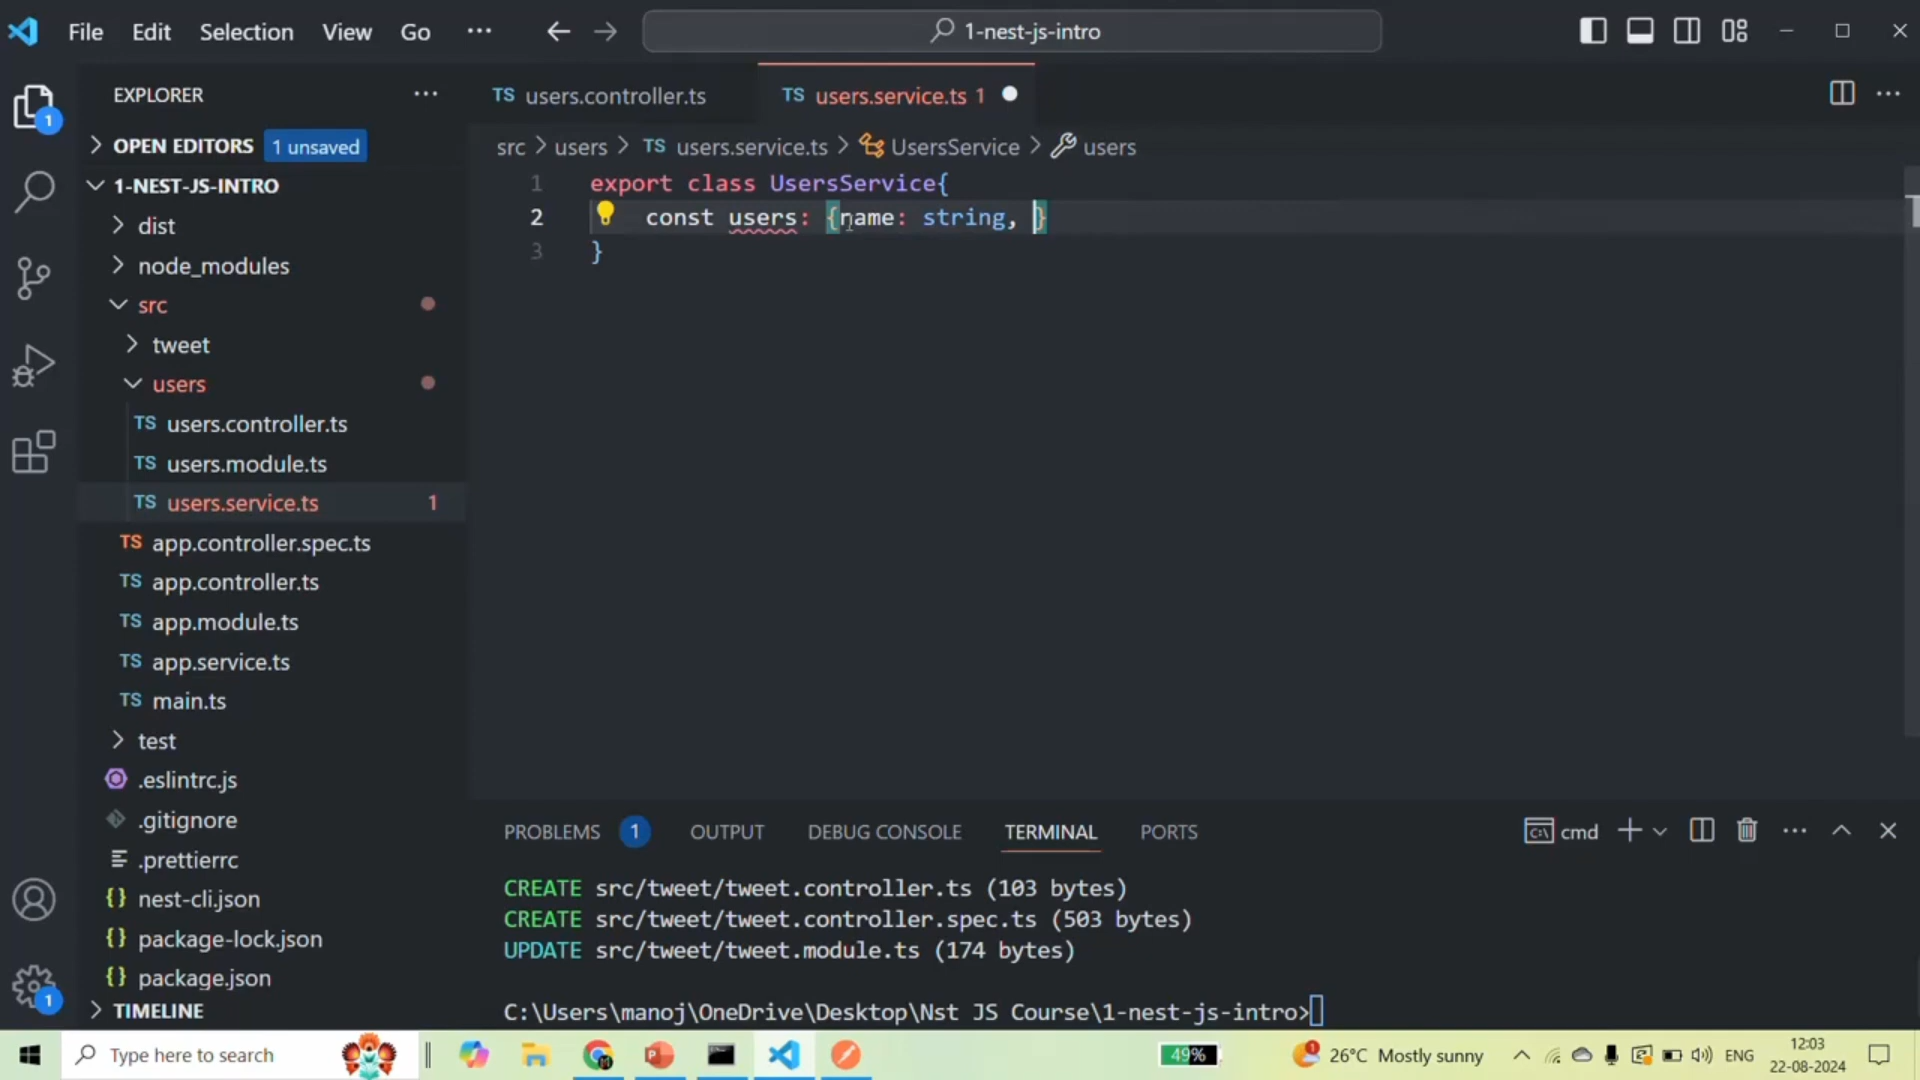 File Edit Selection View Go ··· 1-nest-js-intro
EXPLORER ···
TS users.controller.ts TS users.service.ts 1
OPEN EDITORS 1 unsaved
src > users > TS users.service.ts > UsersService > users
1-NEST-JS-INTRO
dist
node_modules
src
tweet
users
TS users.controller.ts
TS users.module.ts
TS users.service.ts 1
TS app.controller.spec.ts
TS app.controller.ts
TS app.module.ts
TS app.service.ts
TS main.ts
test
.eslintrc.js
.gitignore
.prettierrc
{} nest-cli.json
{} package-lock.json
{} package.json
TIMELINE
1
1
1 export class UsersService{
2 const users: {name: string, }
3 }
PROBLEMS 1 OUTPUT DEBUG CONSOLE TERMINAL PORTS cmd
CREATE src/tweet/tweet.controller.ts (103 bytes)
CREATE src/tweet/tweet.controller.spec.ts (503 bytes)
UPDATE src/tweet/tweet.module.ts (174 bytes)
C:\Users\manoj\OneDrive\Desktop\Nst JS Course\1-nest-js-intro>
Type here to search 49% 1 26°C Mostly sunny ENG 12:03
22-08-2024